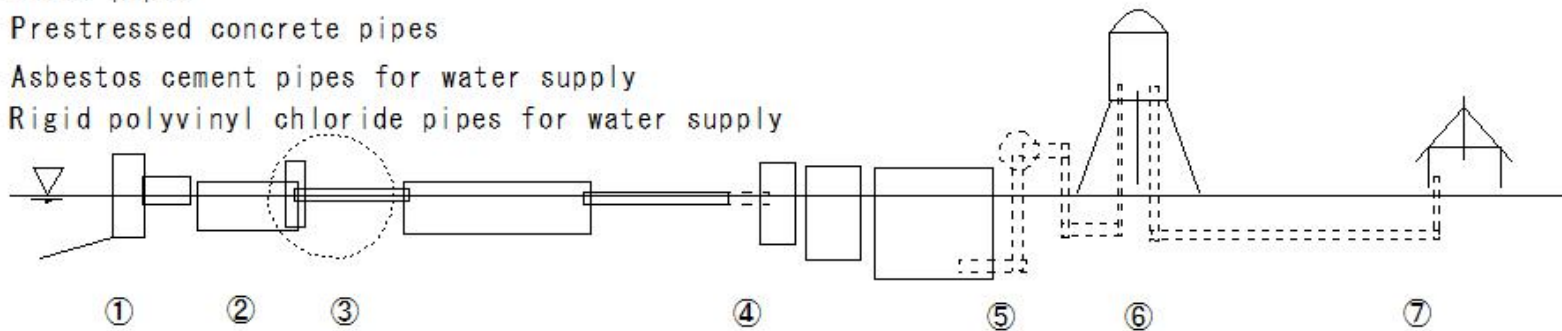 Prestressed concrete pipes
Asbestos cement pipes for water supply
Rigid polyvinyl chloride pipes for water supply
① ② ③ ④ ⑤ ⑥ ⑦